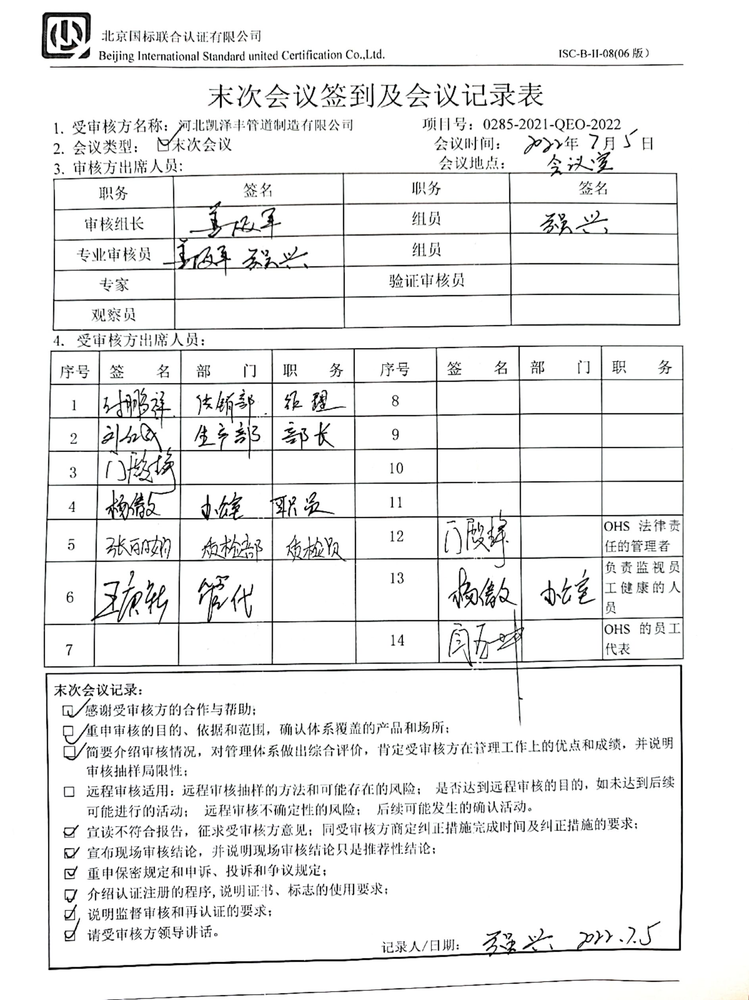 北京国标联合认证有限公司
Beijing International Standard united Certification Co.,Ltd.
ISC-B-II-08(06 版)
末次会议签到及会议记录表
1. 受审核方名称：河北凯泽丰管道制造有限公司 项目号：0285-2021-QEO-2022
2. 会议类型： ☑末次会议 会议时间： 2022年 7月 5日
3. 审核方出席人员: 会议地点： 会议室
职务 签名 职务 签名
审核组长 组员 强兴
专业审核员 强兴 组员
专家 验证审核员
观察员
4. 受审核方出席人员：
序号 签 名 部 门 职 务 序号 签 名 部 门 职 务
1 付鹏祥 供销部 经理 8
2 生产部 部长 9
3 10
4 杨傲 办公室 职员 11
5 张丽娟 质检部 质检员 12 OHS 法律责任的管理者
6 管代 13 杨傲 办公室 负责监视员工健康的人员
7 14 OHS 的员工代表
末次会议记录：
☑ 感谢受审核方的合作与帮助；
☑ 重申审核的目的、依据和范围，确认体系覆盖的产品和场所；
☑ 简要介绍审核情况，对管理体系做出综合评价，肯定受审核方在管理工作上的优点和成绩，并说明
审核抽样局限性；
□ 远程审核适用：远程审核抽样的方法和可能存在的风险； 是否达到远程审核的目的，如未达到后续
可能进行的活动； 远程审核不确定性的风险； 后续可能发生的确认活动。
☑ 宣读不符合报告，征求受审核方意见；同受审核方商定纠正措施完成时间及纠正措施的要求；
☑ 宣布现场审核结论，并说明现场审核结论只是推荐性结论；
☑ 重申保密规定和申诉、投诉和争议规定；
☑ 介绍认证注册的程序,说明证书、标志的使用要求；
☑ 说明监督审核和再认证的要求；
☑ 请受审核方领导讲话。
记录人/日期： 强兴 2022.7.5